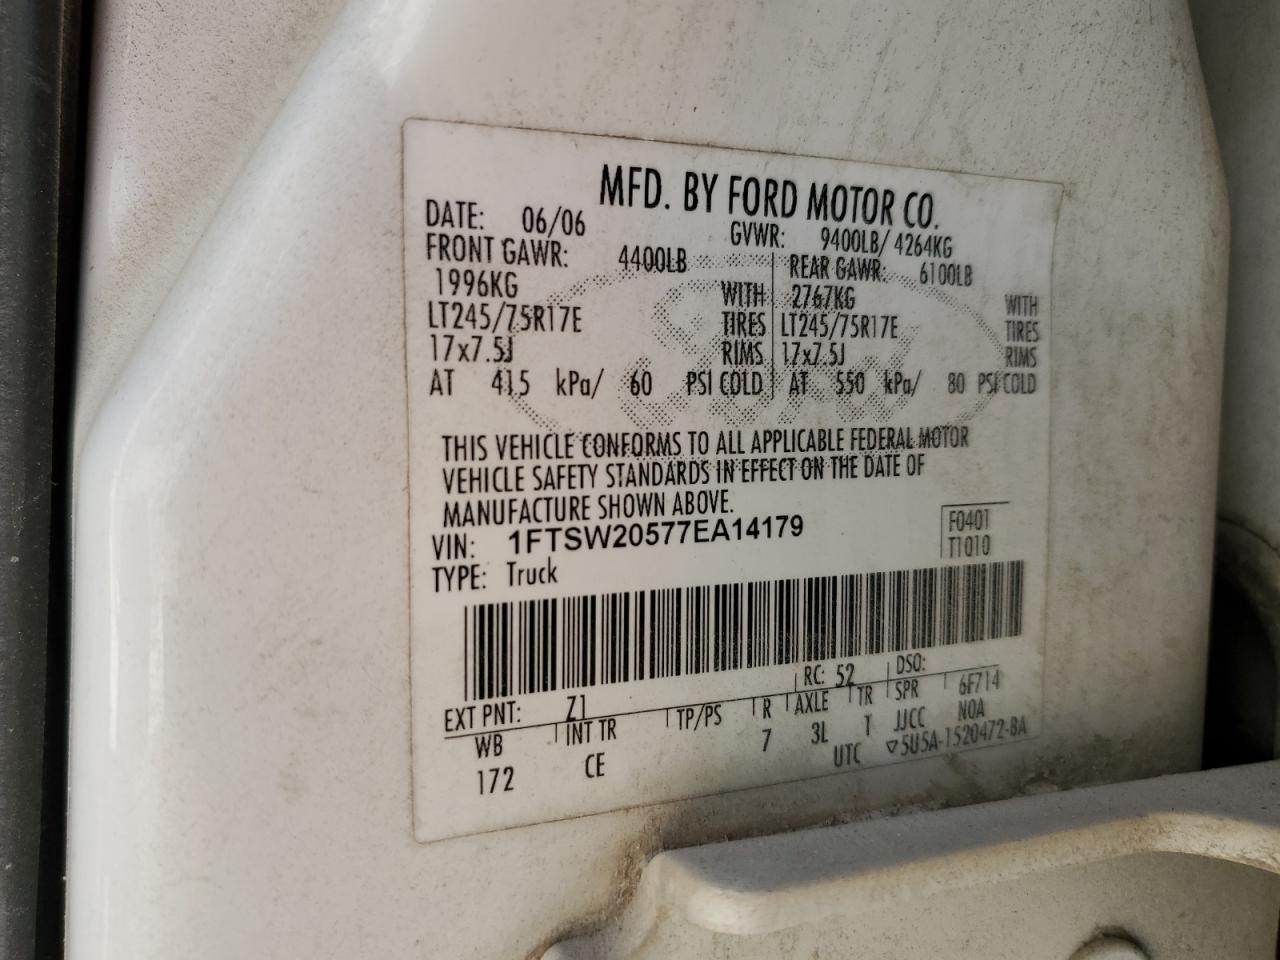 MFD. BY FORD MOTOR CO.
DATE: 06/06 GVWR: 9400LB/ 4264KG
FRONT GAWR: 4400LB REAR GAWR: 6100LB
1996KG WITH 2767KG WITH
LT245/75R17E TIRES LT245/75R17E TIRES
17x7.5J RIMS 17x7.5J RIMS
AT 415 kPa/ 60 PSI COLD AT 550 kPa/ 80 PSI COLD
THIS VEHICLE CONFORMS TO ALL APPLICABLE FEDERAL MOTOR
VEHICLE SAFETY STANDARDS IN EFFECT ON THE DATE OF
MANUFACTURE SHOWN ABOVE.
VIN: 1FTSW20577EA14179 F0401
TYPE: Truck T1010
EXT PNT: Z1 RC: 52 DSO:
WB INT TR TP/PS R AXLE TR SPR 6F714
172 CE 7 3L T JJCC NOA
UTC ▽5U5A-1520472-BA